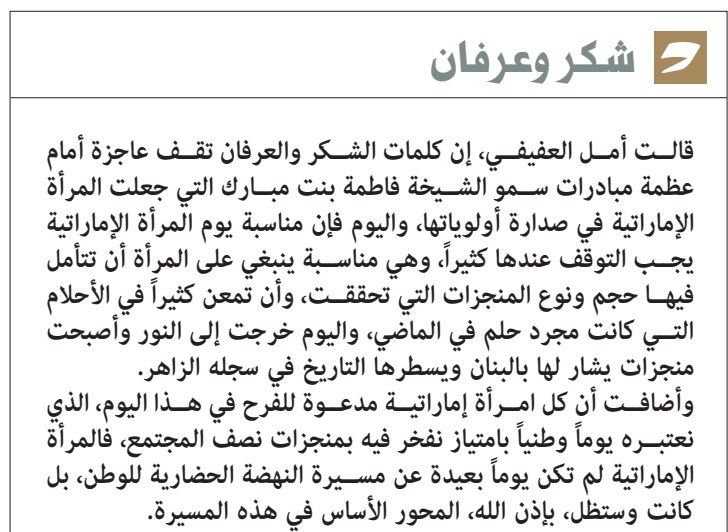 شكر وعرفان
قالت أمل العفيفي، إن كلمات الشكر والعرفان تقف عاجزة أمام
عظمة مبادرات سمو الشيخة فاطمة بنت مبارك التي جعلت المرأة
الإماراتية في صدارة أولوياتها، واليوم فإن مناسبة يوم المرأة الإماراتية
يجب التوقف عندها كثيراً، وهي مناسبة ينبغي على المرأة أن تتأمل
فيها حجم ونوع المنجزات التي تحققت، وأن تمعن كثيراً في الأحلام
التي كانت مجرد حلم في الماضي، واليوم خرجت إلى النور وأصبحت
منجزات يشار لها بالبنان ويسطرها التاريخ في سجله الزاهر.
وأضافت أن كل امرأة إماراتية مدعوة للفرح في هذا اليوم، الذي
نعتبره يوماً وطنياً بامتياز نفخر فيه بمنجزات نصف المجتمع، فالمرأة
الإماراتية لم تكن يوماً بعيدة عن مسيرة النهضة الحضارية للوطن، بل
كانت وستظل، بإذن الله، المحور الأساس في هذه المسيرة.